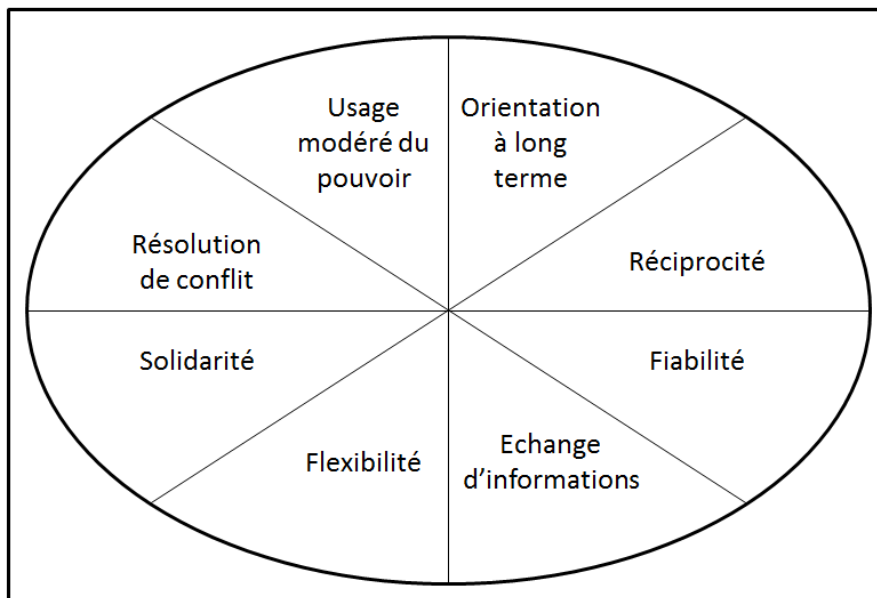 Usage
modéré du
pouvoir
Orientation
à long
terme
Résolution
de conflit
Réciprocité
Solidarité
Fiabilité
Flexibilité
Echange
d’informations